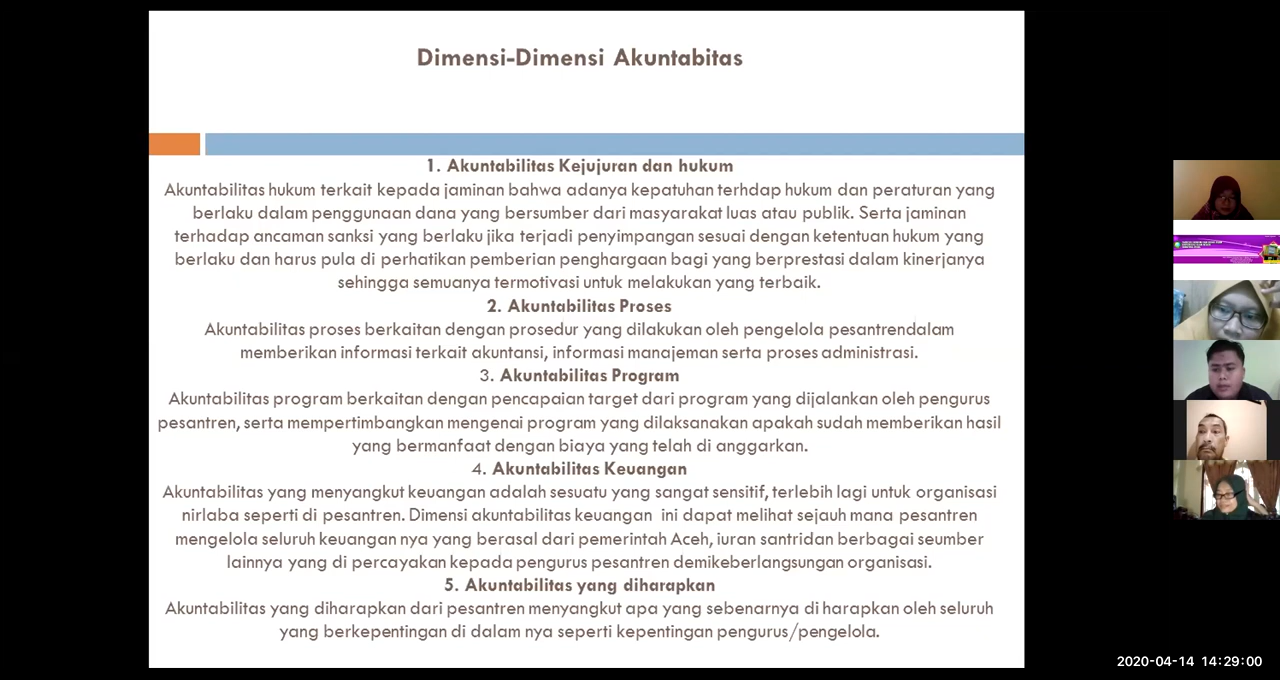 Dimensi-Dimensi Akuntabitas
1. Akuntabilitas Kejujuran dan hukum
Akuntabilitas hukum terkait kepada jaminan bahwa adanya kepatuhan terhdap hukum dan peraturan yang
berlaku dalam penggunaan dana yang bersumber dari masyarakat luas atau publik. Serta jaminan
terhadap ancaman sanksi yang berlaku jika terjadi penyimpangan sesuai dengan ketentuan hukum yang
berlaku dan harus pula di perhatikan pemberian penghargaan bagi yang berprestasi dalam kinerjanya
sehingga semuanya termotivasi untuk melakukan yang terbaik.
2. Akuntabilitas Proses
Akuntabilitas proses berkaitan dengan prosedur yang dilakukan oleh pengelola pesantrendalam
memberikan informasi terkait akuntansi, informasi manajeman serta proses administrasi.
3. Akuntabilitas Program
Akuntabilitas program berkaitan dengan pencapaian target dari program yang dijalankan oleh pengurus
pesantren, serta mempertimbangkan mengenai program yang dilaksanakan apakah sudah memberikan hasil
yang bermanfaat dengan biaya yang telah di anggarkan.
4. Akuntabilitas Keuangan
Akuntabilitas yang menyangkut keuangan adalah sesuatu yang sangat sensitif, terlebih lagi untuk organisasi
nirlaba seperti di pesantren. Dimensi akuntabilitas keuangan ini dapat melihat sejauh mana pesantren
mengelola seluruh keuangan nya yang berasal dari pemerintah Aceh, iuran santridan berbagai seumber
lainnya yang di percayakan kepada pengurus pesantren demikeberlangsungan organisasi.
5. Akuntabilitas yang diharapkan
Akuntabilitas yang diharapkan dari pesantren menyangkut apa yang sebenarnya di harapkan oleh seluruh
yang berkepentingan di dalam nya seperti kepentingan pengurus/pengelola.
2020-04-14 14:29:00